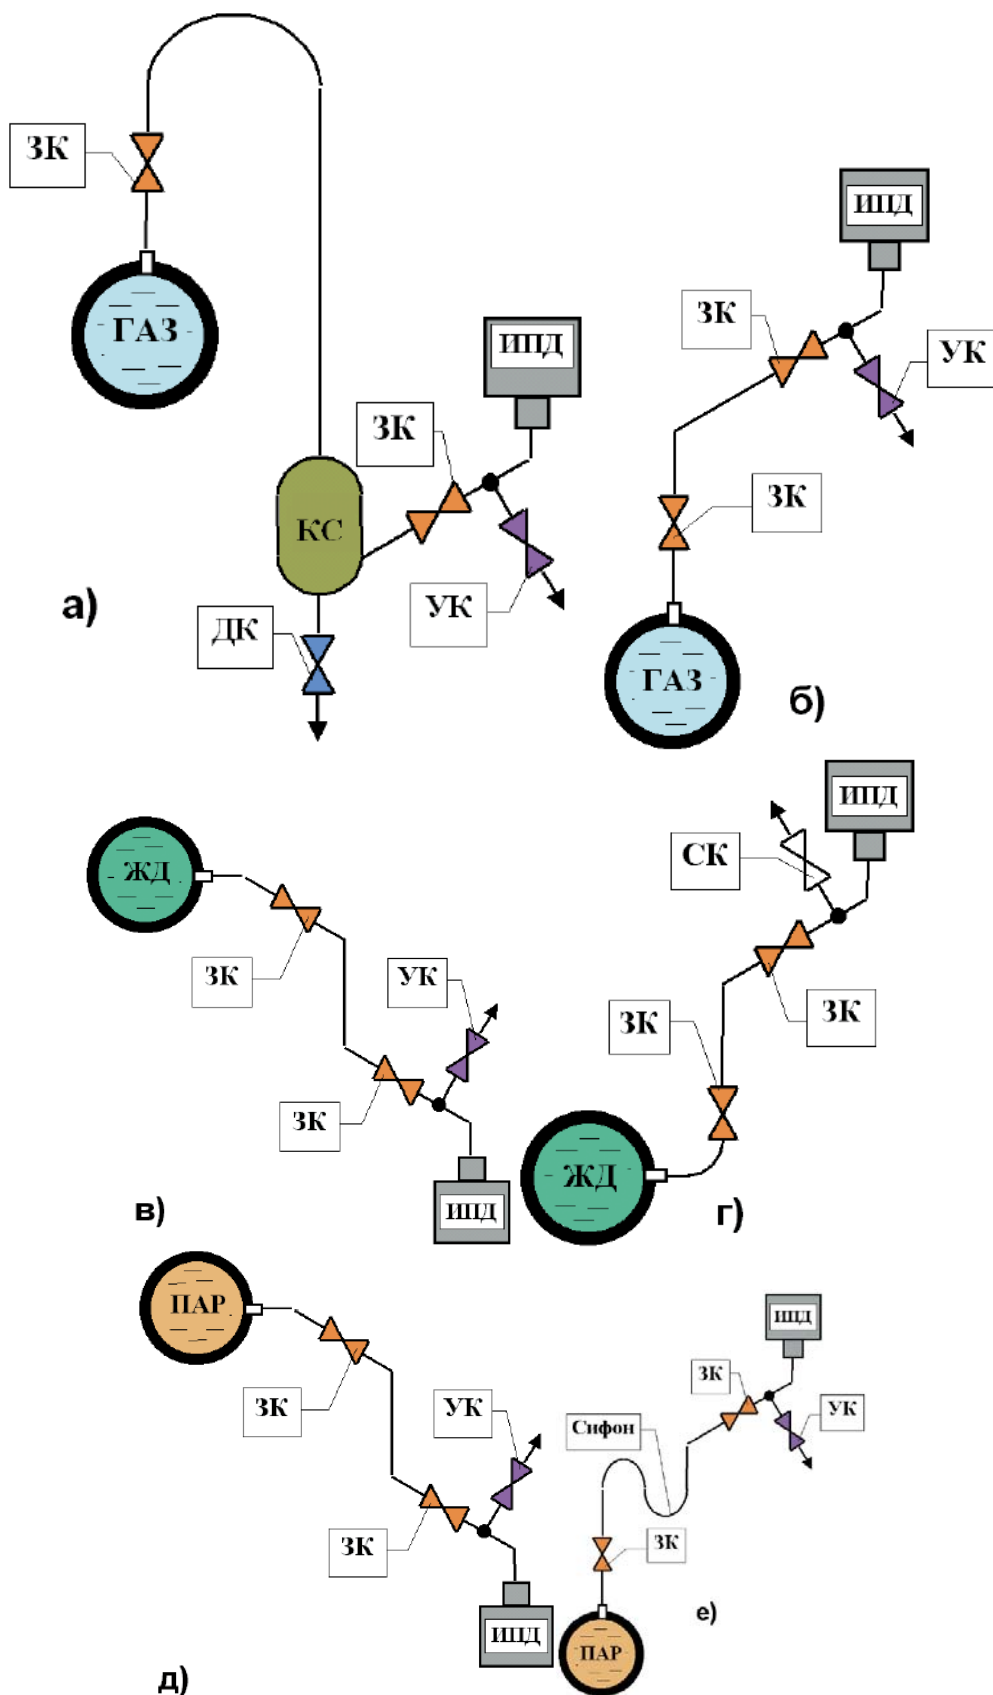 ЗК
ГАЗ
ИПД
ЗК
КС
УК
ДК
а)
ИПД
ЗК
УК
ЗК
ГАЗ
б)
ЖД
ЗК
УК
ЗК
ИПД
в)
ИПД
СК
ЗК
ЗК
ЖД
г)
ПАР
ЗК
УК
ЗК
ИПД
д)
ИПД
ЗК
УК
Сифон
ЗК
ПАР
е)